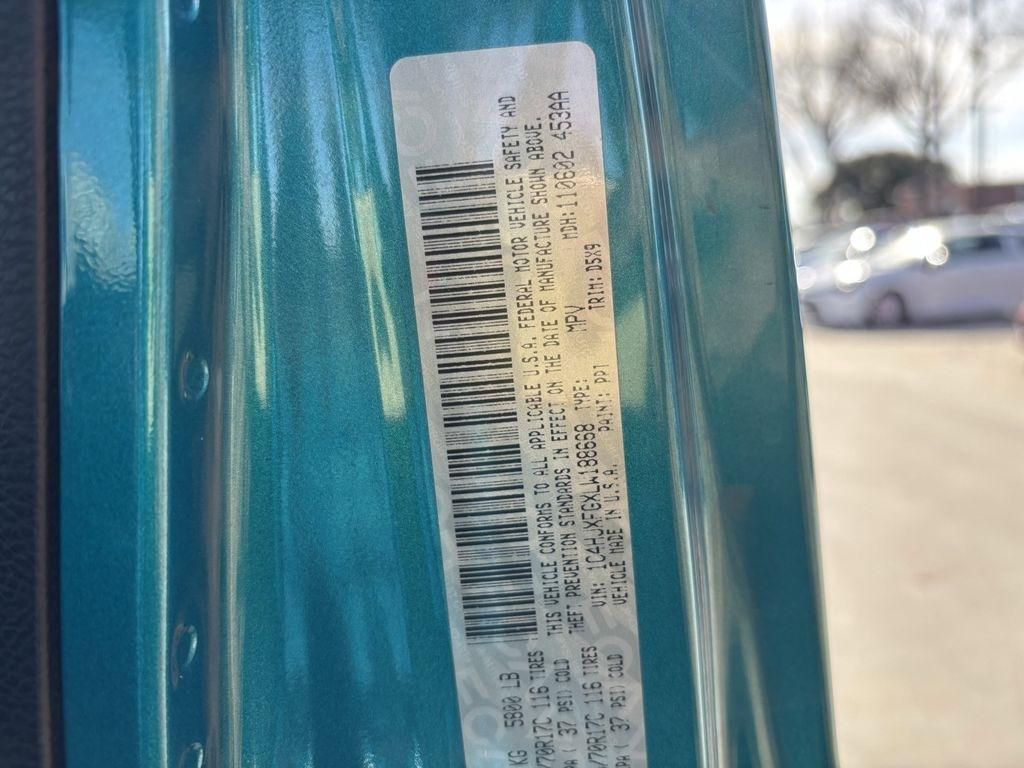 KG 5800 LB
/70R17C 116 TIRES
PA ( 37 PSI) COLD
/70R17C 116 TIRES
PA ( 37 PSI) COLD
THIS VEHICLE CONFORMS TO ALL APPLICABLE U.S.A. FEDERAL MOTOR VEHICLE SAFETY AND
THEFT PREVENTION STANDARDS IN EFFECT ON THE DATE OF MANUFACTURE SHOWN ABOVE.
VIN: 1C4HJXFGXLW188668 TYPE: MPV MDH:110602 453AA
VEHICLE MADE IN U.S.A. PAINT: PP1 TRIM: D5X9